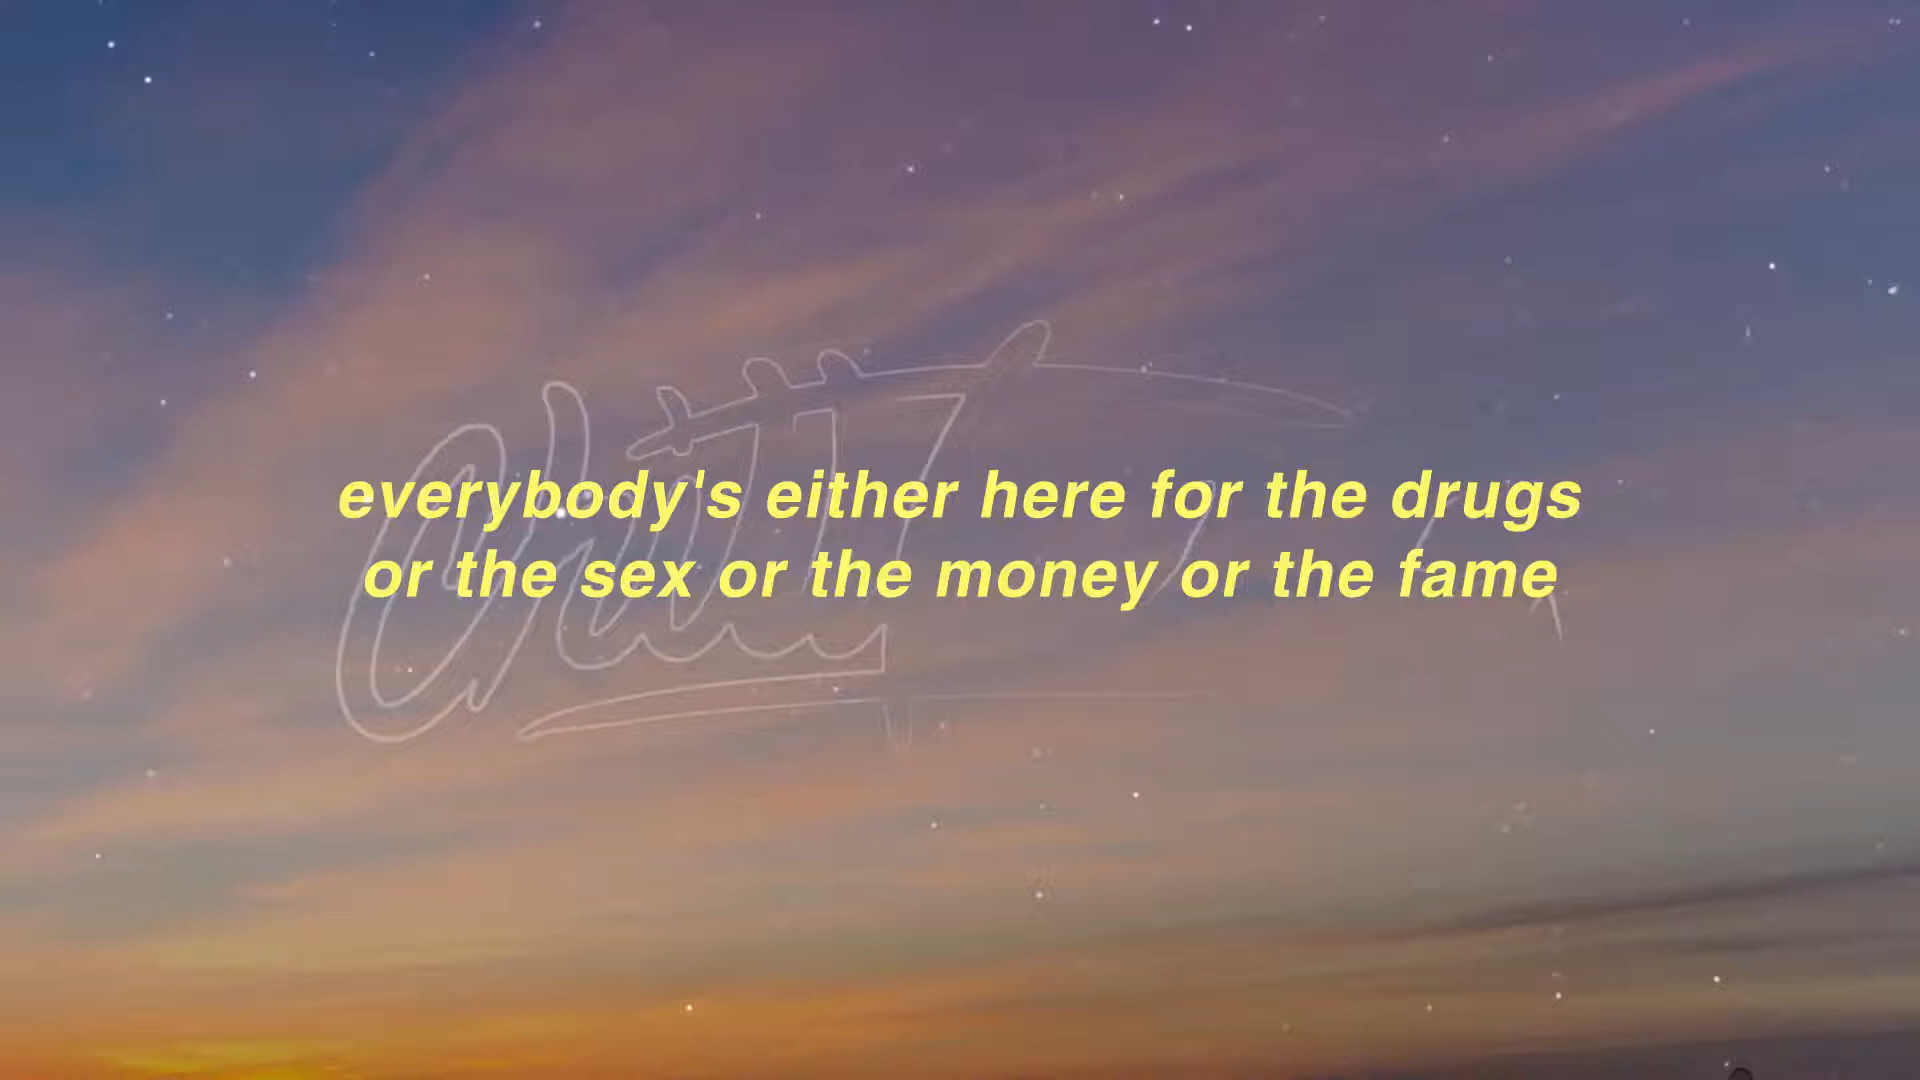 everybody's either here for the drugs
or the sex or the money or the fame